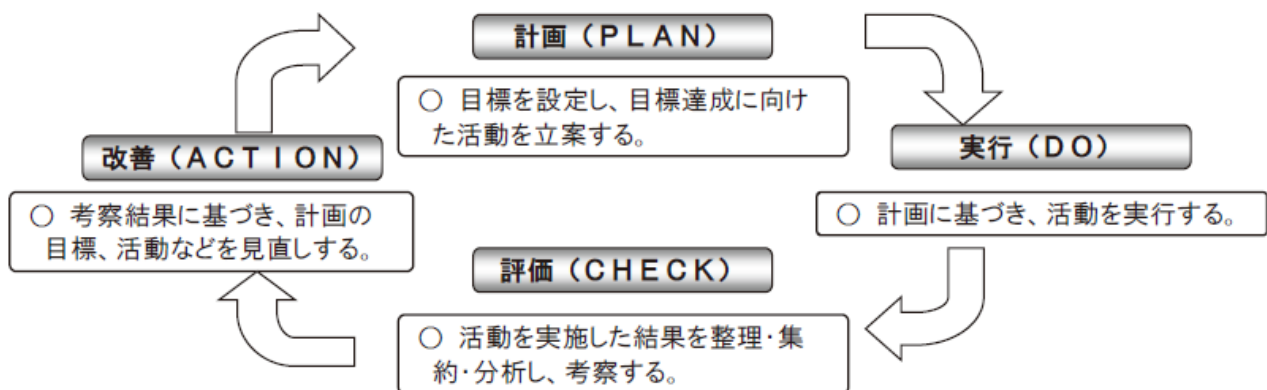 計画（ＰＬＡＮ）
○ 目標を設定し、目標達成に向け
た活動を立案する。
実行（ＤＯ）
○ 計画に基づき、活動を実行する。
評価（ＣＨＥＣＫ）
○ 活動を実施した結果を整理・集
約・分析し、考察する。
改善（ＡＣＴＩＯＮ）
○ 考察結果に基づき、計画の
目標、活動などを見直しする。